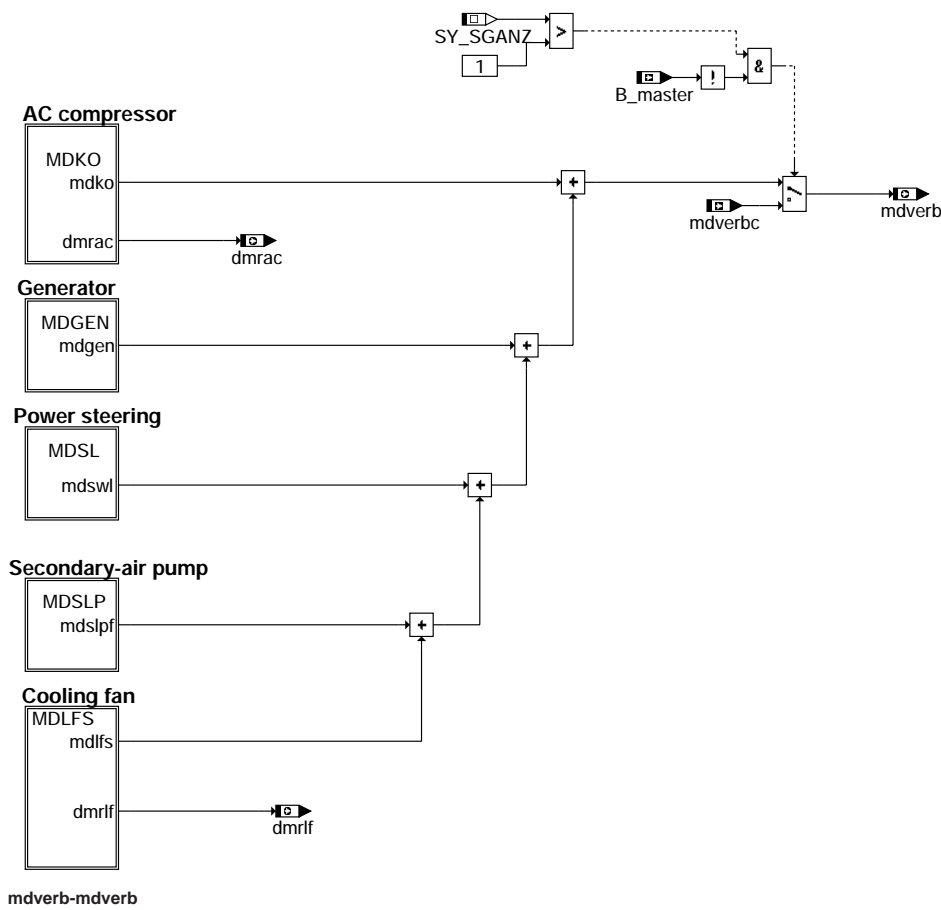 SY_SGANZ
>
1
&
B_master
!
AC compressor
MDKO
mdko
+
mdverbc
mdverb
dmrac
dmrac
Generator
MDGEN
mdgen
+
Power steering
MDSL
mdswl
+
Secondary-air pump
MDSLP
mdslpf
+
Cooling fan
MDLFS
mdlfs
dmrlf
dmrlf
mdverb-mdverb